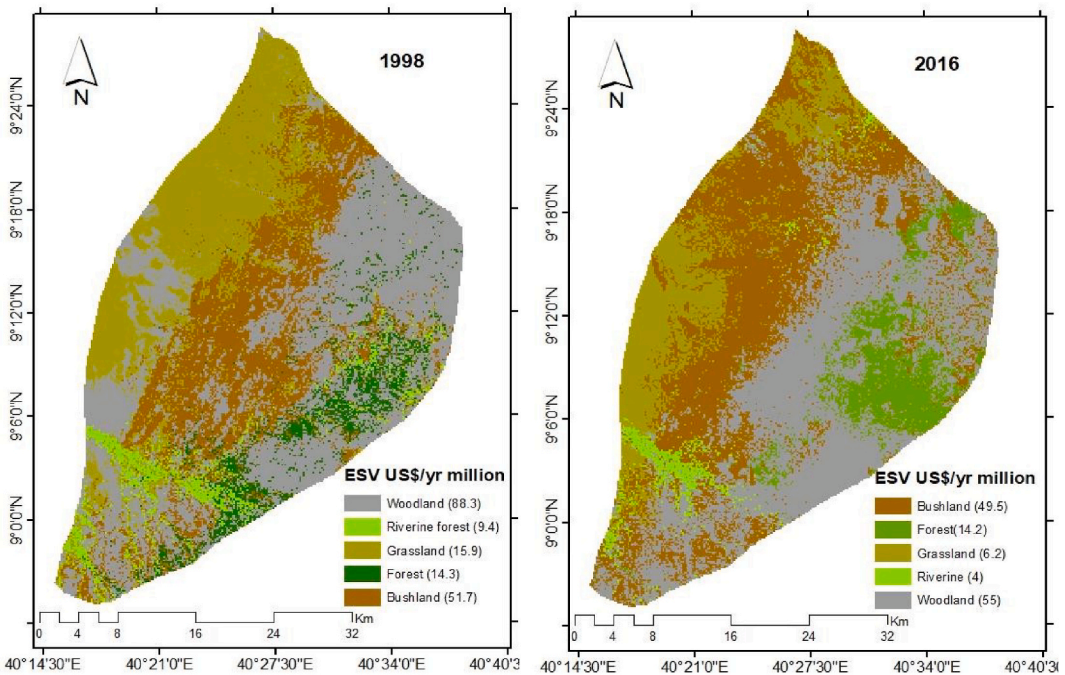 1998
N
9°24'0"N
9°18'0"N
9°12'0"N
9°6'0"N
9°0'0"N
ESV US$/yr million
Woodland (88.3)
Riverine forest (9.4)
Grassland (15.9)
Forest (14.3)
Bushland (51.7)
Km
0 4 8 16 24 32
40°14'30"E 40°21'0"E 40°27'30"E 40°34'0"E 40°40'3
2016
N
9°24'0"N
9°18'0"N
9°12'0"N
9°6'0"N
9°0'0"N
ESV US$/yr million
Bushland (49.5)
Forest(14.2)
Grassland (6.2)
Riverine (4)
Woodland (55)
Km
0 4 8 16 24 32
40°14'30"E 40°21'0"E 40°27'30"E 40°34'0"E 40°40'3